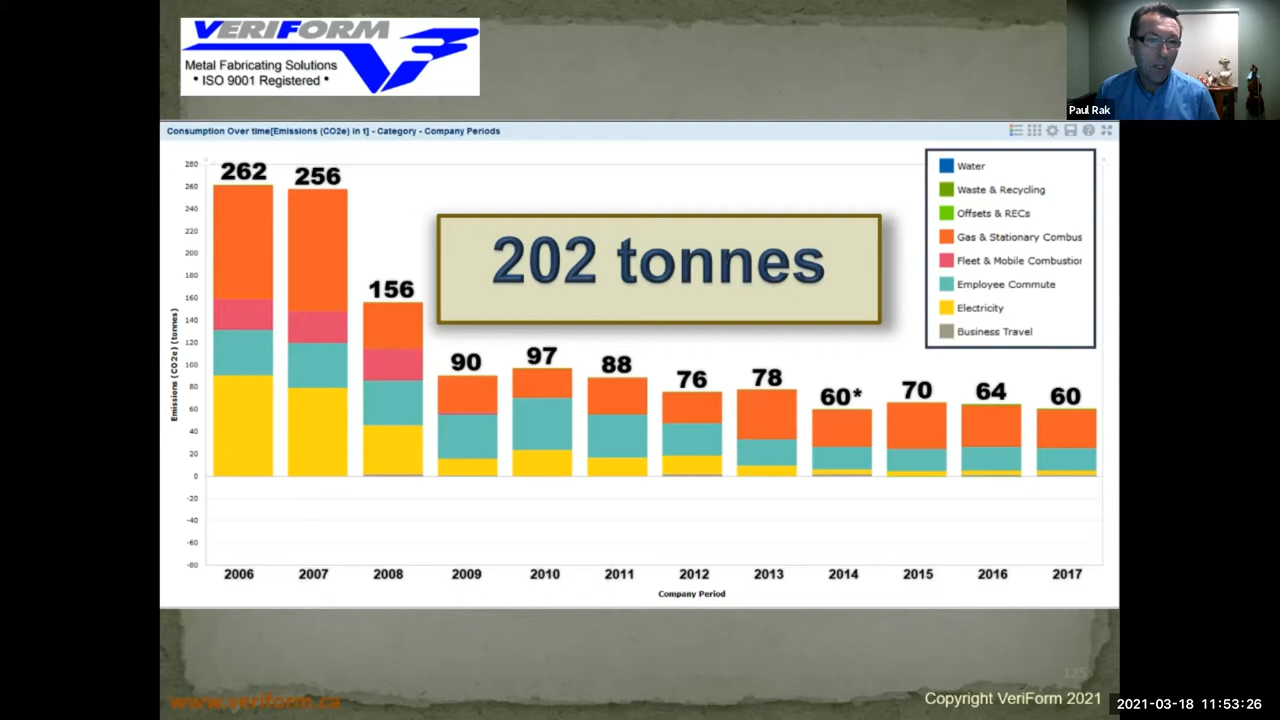 VERIFORM
Metal Fabricating Solutions
• ISO 9001 Registered •
Paul Rak
Consumption Over time[Emissions (CO2e) in t] - Category - Company Periods
280
260
240
220
200
180
160
140
120
100
80
60
40
20
0
-20
-40
-60
-80
Emissions (CO2e) (tonnes)
262
256
156
90
97
88
76
78
60*
70
64
60
202 tonnes
Water
Waste & Recycling
Offsets & RECs
Gas & Stationary Combus
Fleet & Mobile Combustion
Employee Commute
Electricity
Business Travel
2006 2007 2008 2009 2010 2011 2012 2013 2014 2015 2016 2017
Company Period
125
www.veriform.ca
Copyright VeriForm 2021
2021-03-18 11:53:26